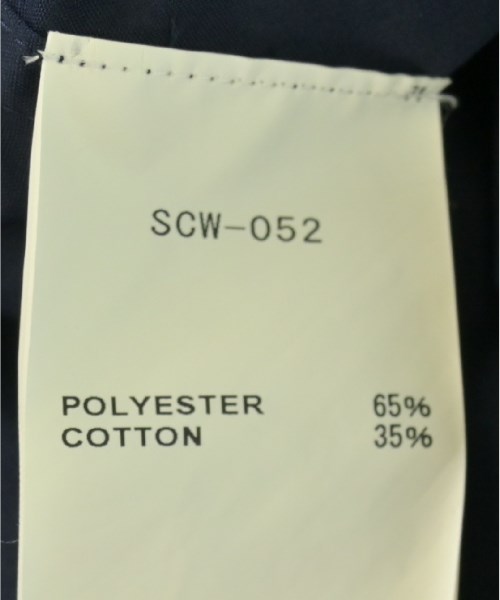 SCW-052
POLYESTER 65%
COTTON 35%